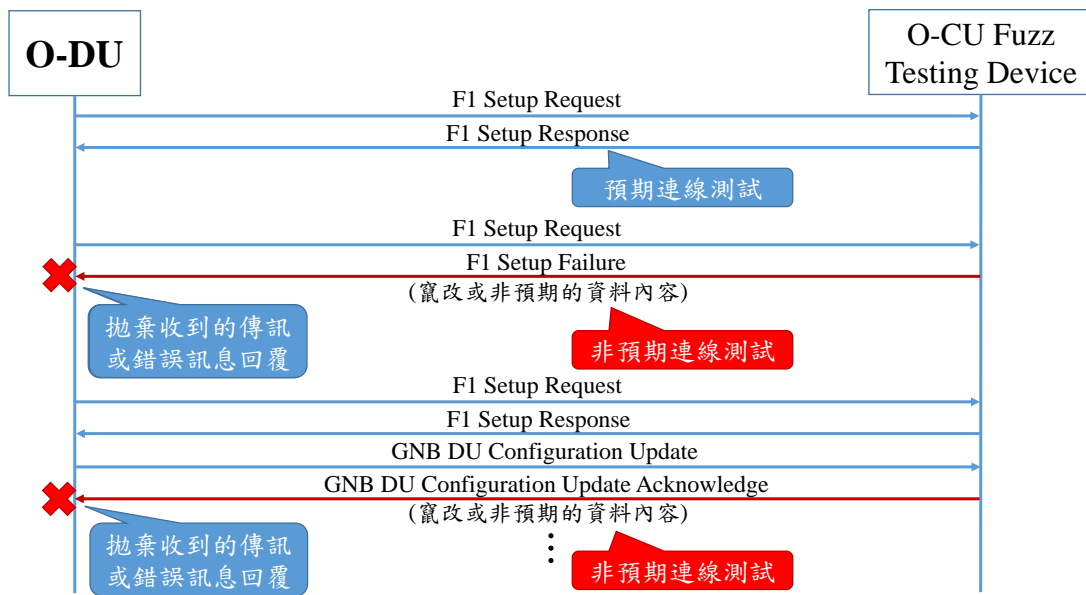 O-DU
O-CU Fuzz
Testing Device
F1 Setup Request
F1 Setup Response
預期連線測試
F1 Setup Request
F1 Setup Failure
(竄改或非預期的資料內容)
拋棄收到的傳訊
或錯誤訊息回覆
非預期連線測試
F1 Setup Request
F1 Setup Response
GNB DU Configuration Update
GNB DU Configuration Update Acknowledge
(竄改或非預期的資料內容)
拋棄收到的傳訊
或錯誤訊息回覆
非預期連線測試